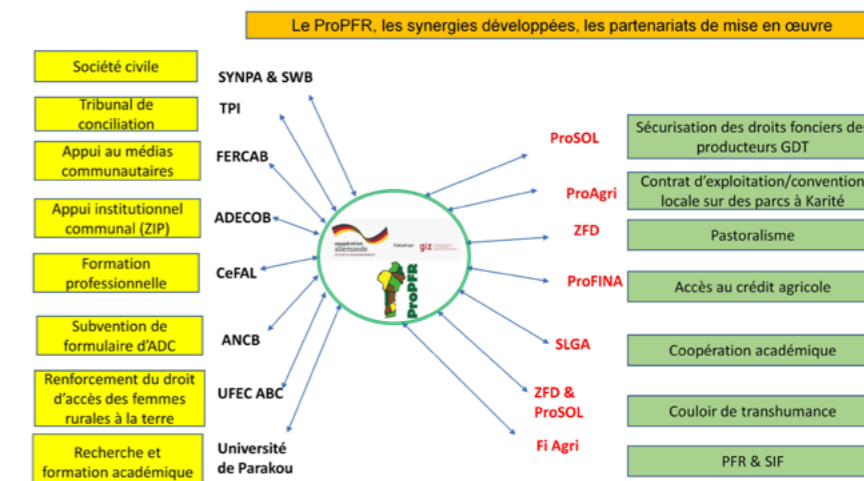 Le ProPFR, les synergies développées, les partenariats de mise en œuvre
Société civile
SYNPA & SWB
Tribunal de
conciliation
TPI
Appui au médias
communautaires
FERCAB
Appui institutionnel
communal (ZIP)
ADECOB
Formation
professionnelle
CeFAL
Subvention de
formulaire d'ADC
ANCB
Renforcement du droit
d'accès des femmes
rurales à la terre
UFEC ABC
Recherche et
formation académique
Université
de Parakou
coopération
allemande
giz
ProPFR
ProSOL
Sécurisation des droits fonciers des
producteurs GDT
ProAgri
Contrat d'exploitation/convention
locale sur des parcs à Karité
ZFD
Pastoralisme
ProFINA
Accès au crédit agricole
SLGA
Coopération académique
ZFD &
ProSOL
Couloir de transhumance
Fi Agri
PFR & SIF